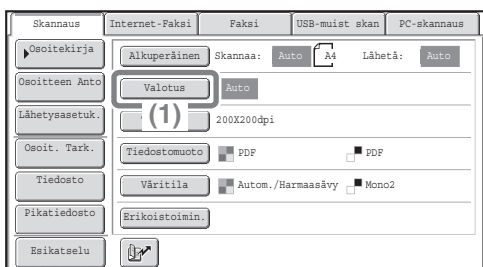 Skannaus Internet-Faksi Faksi USB-muist skan PC-skannaus
Osoitekirja Alkuperäinen Skannaa: Auto A4 Lähetä: Auto
Osoitteen Anto Valotus Auto
Lähetysasetuk. (1) 200X200dpi
Osoit. Tark. Tiedostomuoto PDF PDF
Tiedosto Väritila Autom./Harmaasävy Mono2
Pikatiedosto Erikoistoimin.
Esikatselu